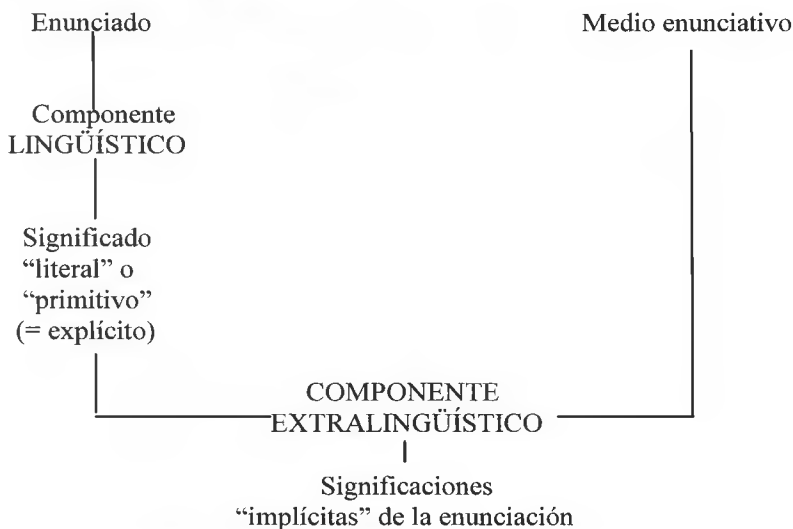 Enunciado
Medio enunciativo
Componente
LINGÜÍSTICO
Significado
“literal” o
“primitivo”
(= explícito)
COMPONENTE
EXTRALINGÜÍSTICO
Significaciones
“implícitas” de la enunciación